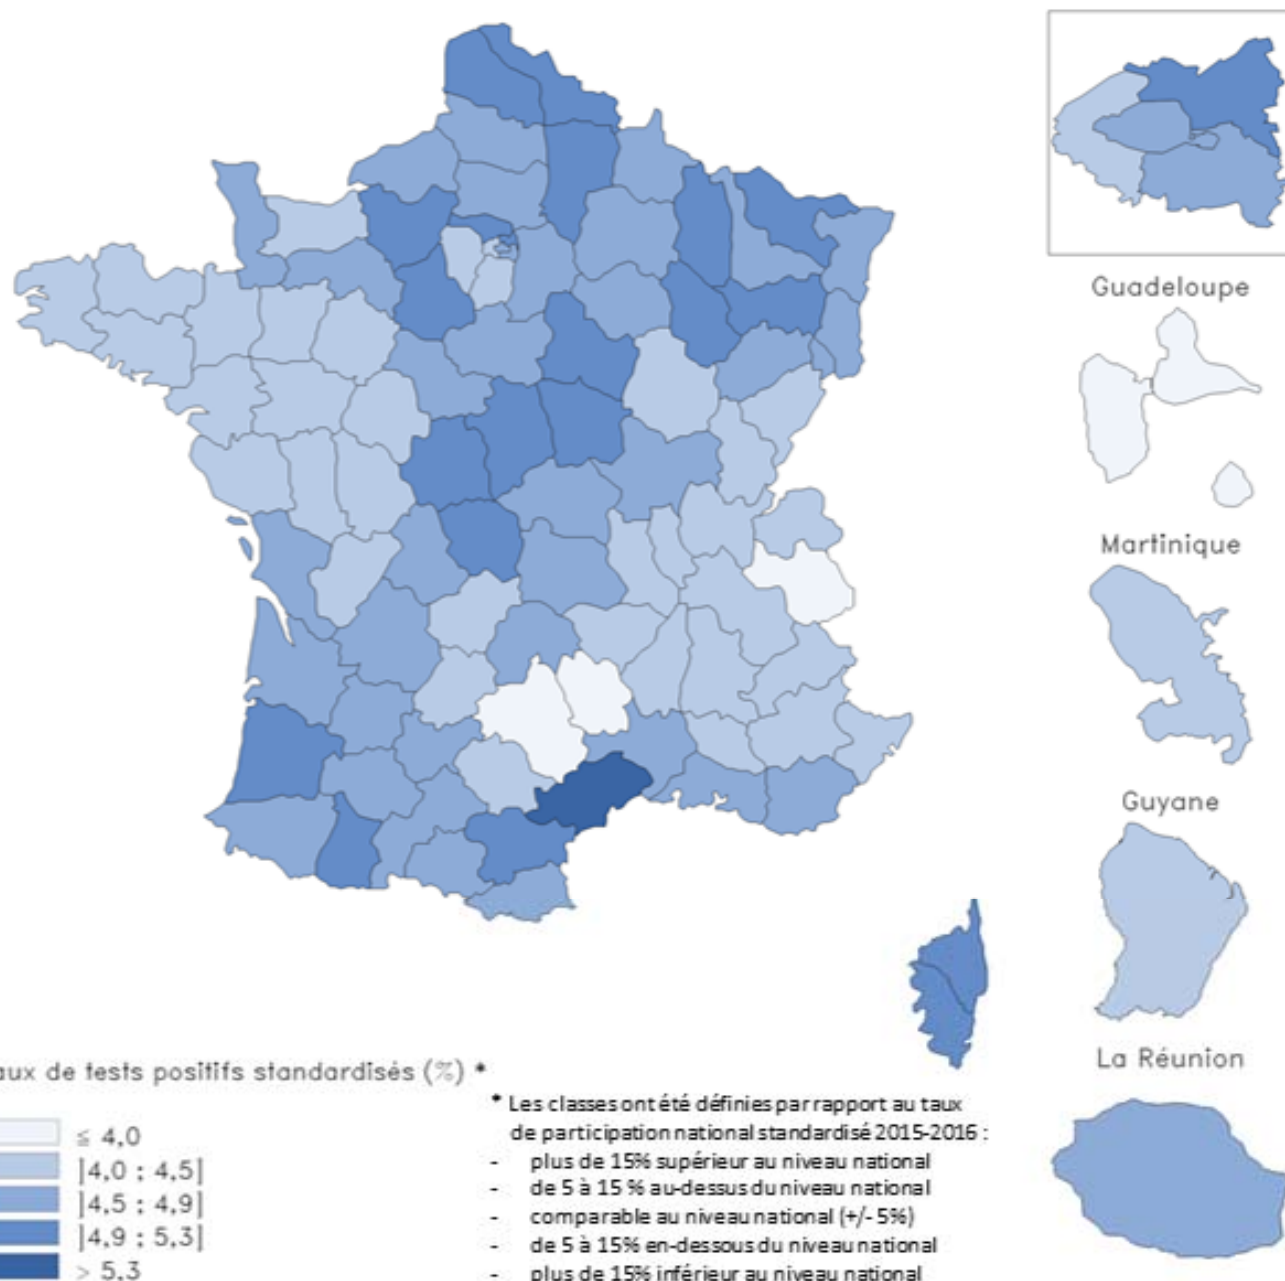 Guadeloupe
Martinique
Guyane
La Réunion
aux de tests positifs standardisés (%) *
≤ 4,0
]4,0 : 4,5]
]4,5 : 4,9]
]4,9 : 5,3]
> 5,3
* Les classes ont été définies par rapport au taux
de participation national standardisé 2015-2016 :
- plus de 15% supérieur au niveau national
- de 5 à 15 % au-dessus du niveau national
- comparable au niveau national (+/- 5%)
- de 5 à 15% en-dessous du niveau national
- plus de 15% inférieur au niveau national